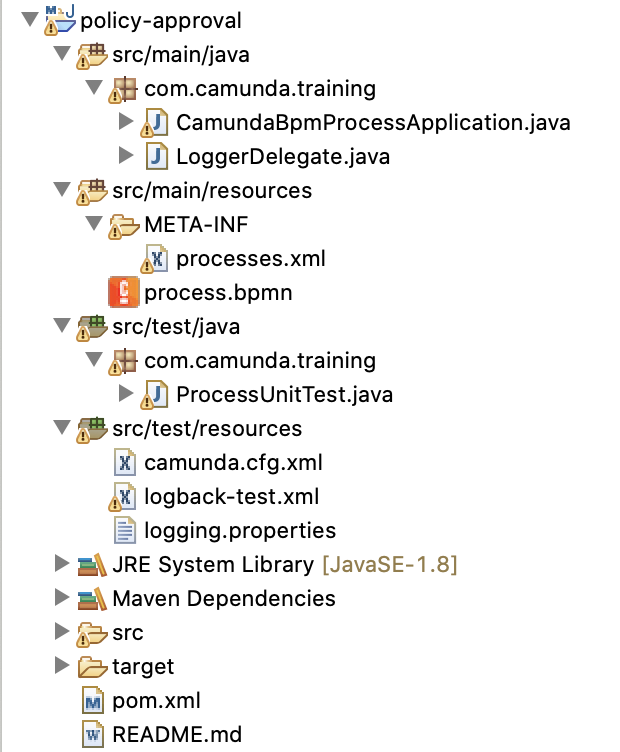 policy-approval
src/main/java
com.camunda.training
CamundaBpmProcessApplication.java
LoggerDelegate.java
src/main/resources
META-INF
processes.xml
process.bpmn
src/test/java
com.camunda.training
ProcessUnitTest.java
src/test/resources
camunda.cfg.xml
logback-test.xml
logging.properties
JRE System Library [JavaSE-1.8]
Maven Dependencies
src
target
pom.xml
README.md